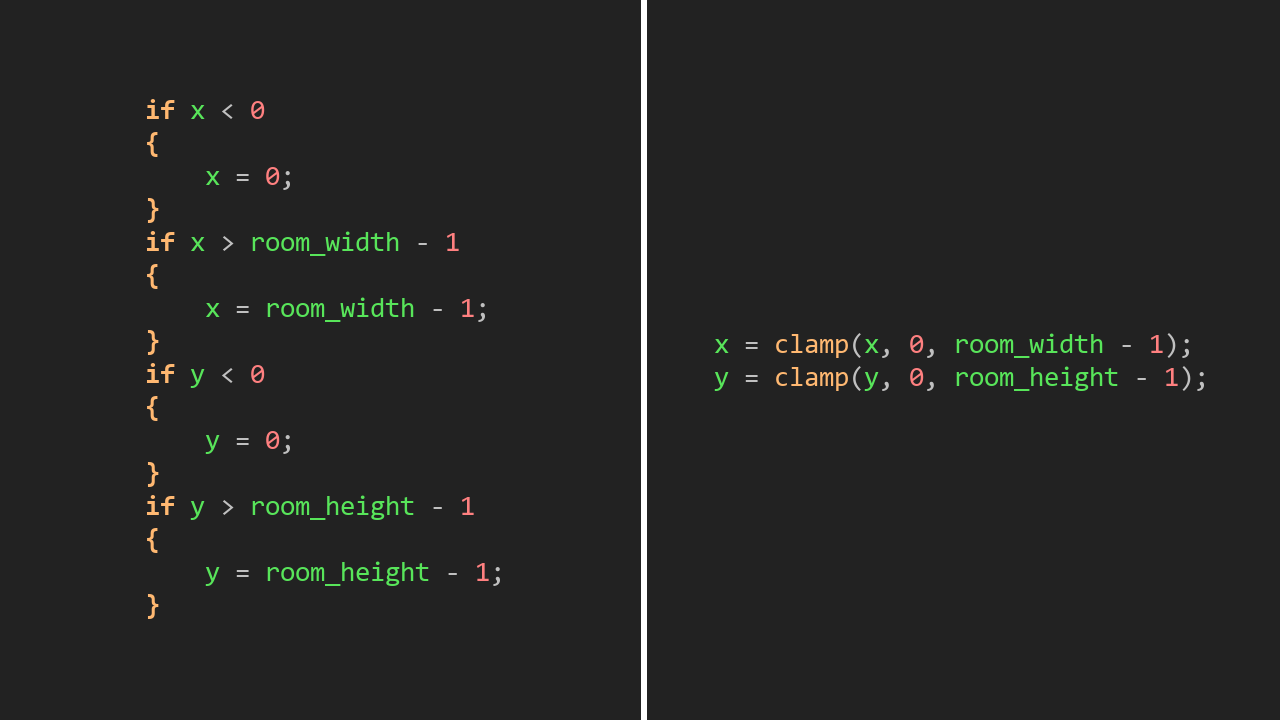 if x < 0
{
    x = 0;
}
if x > room_width - 1
{
    x = room_width - 1;
}
if y < 0
{
    y = 0;
}
if y > room_height - 1
{
    y = room_height - 1;
}
x = clamp(x, 0, room_width - 1);
y = clamp(y, 0, room_height - 1);